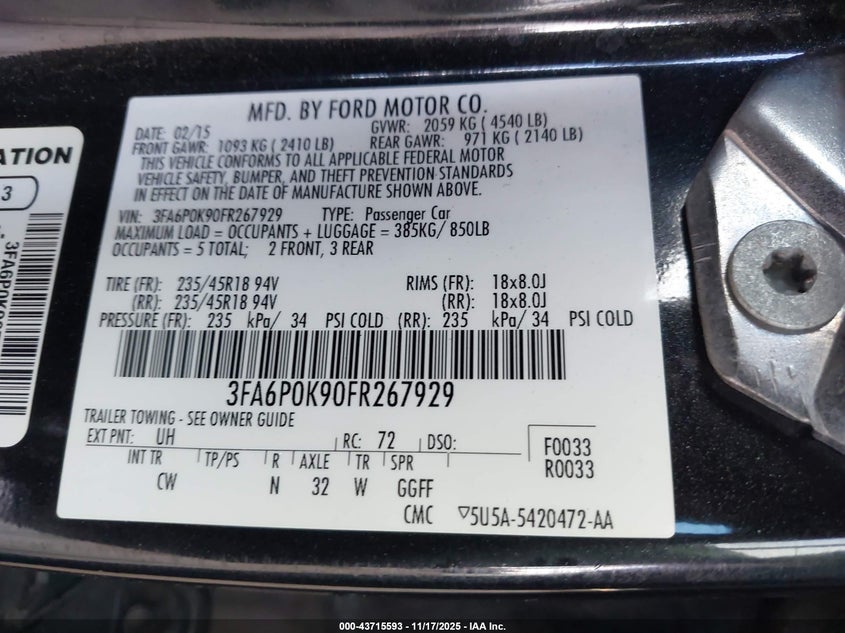 MFD. BY FORD MOTOR CO.
DATE: 02/15 GVWR: 2059 KG ( 4540 LB)
FRONT GAWR: 1093 KG ( 2410 LB) REAR GAWR: 971 KG ( 2140 LB)
THIS VEHICLE CONFORMS TO ALL APPLICABLE FEDERAL MOTOR
VEHICLE SAFETY, BUMPER, AND THEFT PREVENTION STANDARDS
IN EFFECT ON THE DATE OF MANUFACTURE SHOWN ABOVE.
VIN: 3FA6P0K90FR267929 TYPE: Passenger Car
MAXIMUM LOAD = OCCUPANTS + LUGGAGE = 385KG/ 850LB
OCCUPANTS = 5 TOTAL; 2 FRONT, 3 REAR
TIRE (FR): 235/45R18 94V RIMS (FR): 18x8.0J
(RR): 235/45R18 94V (RR): 18x8.0J
PRESSURE (FR): 235 kPa/ 34 PSI COLD (RR): 235 kPa/ 34 PSI COLD
3FA6P0K90FR267929
TRAILER TOWING - SEE OWNER GUIDE
EXT PNT: UH RC: 72 DSO: F0033
INT TR TP/PS R AXLE TR SPR R0033
CW N 32 W GGFF
CMC ▽5U5A-5420472-AA
3
000-43715593 - 11/17/2025 - IAA Inc.